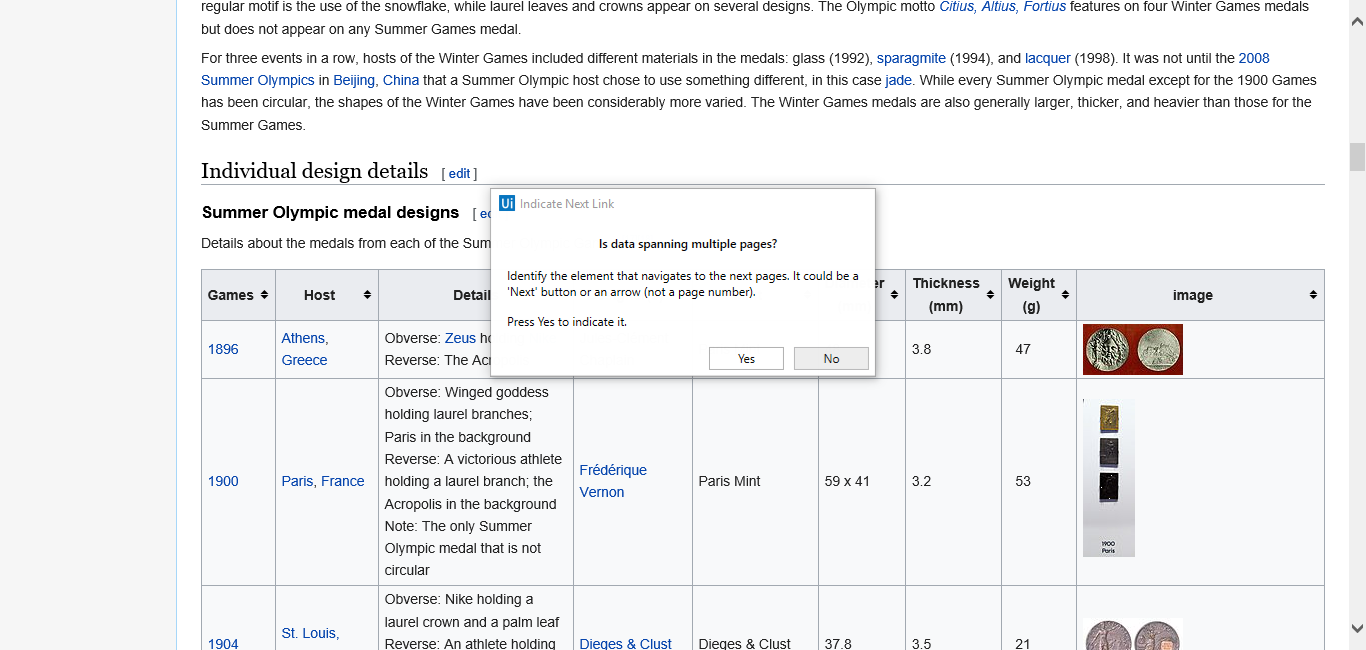 regular motif is the use of the snowflake, while laurel leaves and crowns appear on several designs. The Olympic motto Citius, Altius, Fortius features on four Winter Games medals
but does not appear on any Summer Games medal.
For three events in a row, hosts of the Winter Games included different materials in the medals: glass (1992), sparagmite (1994), and lacquer (1998). It was not until the 2008
Summer Olympics in Beijing, China that a Summer Olympic host chose to use something different, in this case jade. While every Summer Olympic medal except for the 1900 Games
has been circular, the shapes of the Winter Games have been considerably more varied. The Winter Games medals are also generally larger, thicker, and heavier than those for the
Summer Games.
Individual design details [ edit ]
Summer Olympic medal designs [ ed
Details about the medals from each of the Sum
Ui Indicate Next Link
Is data spanning multiple pages?
Identify the element that navigates to the next pages. It could be a
'Next' button or an arrow (not a page number).
Press Yes to indicate it.
Yes No
Games Host Detail er Thickness (mm) Weight (g) image
1896
Athens,
Greece
Obverse: Zeus ho
Reverse: The Acr
3.8
47
1900
Paris, France
Obverse: Winged goddess
holding laurel branches;
Paris in the background
Reverse: A victorious athlete
holding a laurel branch; the
Acropolis in the background
Note: The only Summer
Olympic medal that is not
circular
Frédérique
Vernon
Paris Mint
59 x 41
3.2
53
1900
Paris
1904
St. Louis,
Obverse: Nike holding a
laurel crown and a palm leaf
Reverse: An athlete holding
Dieges & Clust
Dieges & Clust
37.8
3.5
21